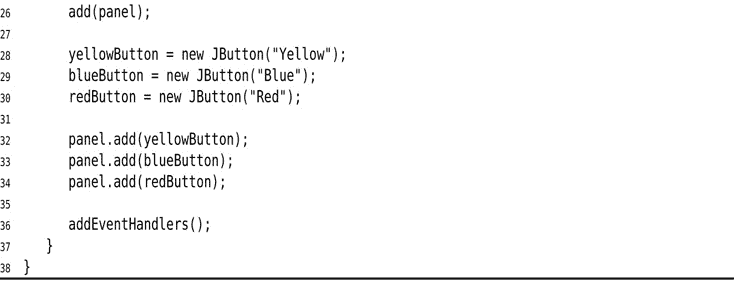 26 add(panel);
27
28 yellowButton = new JButton("Yellow");
29 blueButton = new JButton("Blue");
30 redButton = new JButton("Red");
31
32 panel.add(yellowButton);
33 panel.add(blueButton);
34 panel.add(redButton);
35
36 addEventHandlers();
37 }
38 }